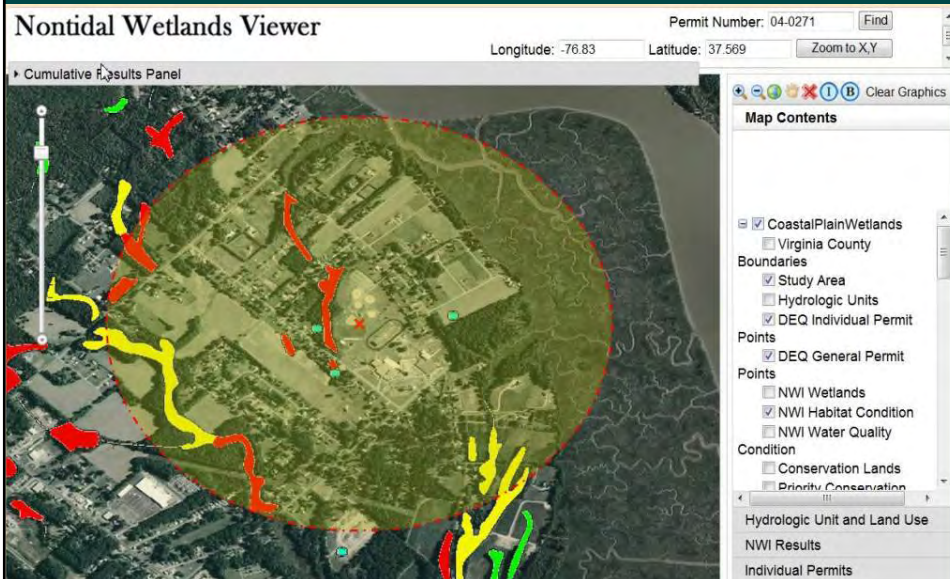 Nontidal Wetlands Viewer
Permit Number: 04-0271 Find
Longitude: -76.83 Latitude: 37.569 Zoom to X,Y
Cumulative Results Panel
I B Clear Graphics
Map Contents
CoastalPlainWetlands
Virginia County
Boundaries
Study Area
Hydrologic Units
DEQ Individual Permit
Points
DEQ General Permit
Points
NWI Wetlands
NWI Habitat Condition
NWI Water Quality
Condition
Conservation Lands
Priority Conservation
Hydrologic Unit and Land Use
NWI Results
Individual Permits